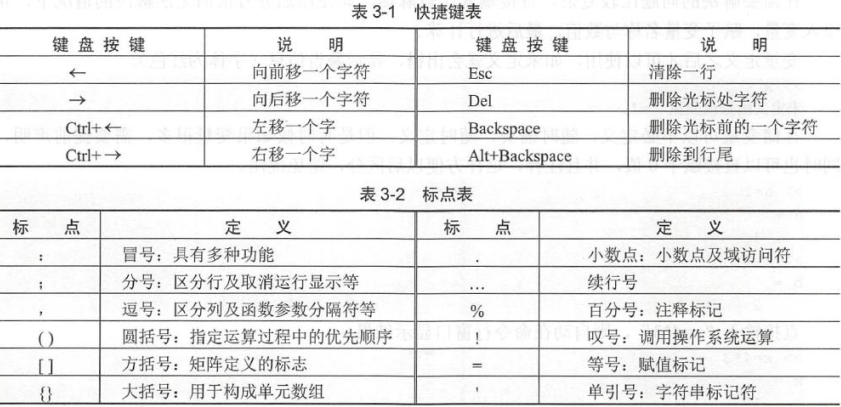 表 3-1 快捷键表
键盘按键 说明 键盘按键 说明
← 向前移一个字符 Esc 清除一行
→ 向后移一个字符 Del 删除光标处字符
Ctrl+← 左移一个字 Backspace 删除光标前的一个字符
Ctrl+→ 右移一个字 Alt+Backspace 删除到行尾
表 3-2 标点表
标点 定义 标点 定义
: 冒号：具有多种功能 . 小数点：小数点及域访问符
; 分号：区分行及取消运行显示等 … 续行号
, 逗号：区分列及函数参数分隔符等 % 百分号：注释标记
() 圆括号：指定运算过程中的优先顺序 ! 叹号：调用操作系统运算
[] 方括号：矩阵定义的标志 = 等号：赋值标记
{} 大括号：用于构成单元数组 ' 单引号：字符串标记符